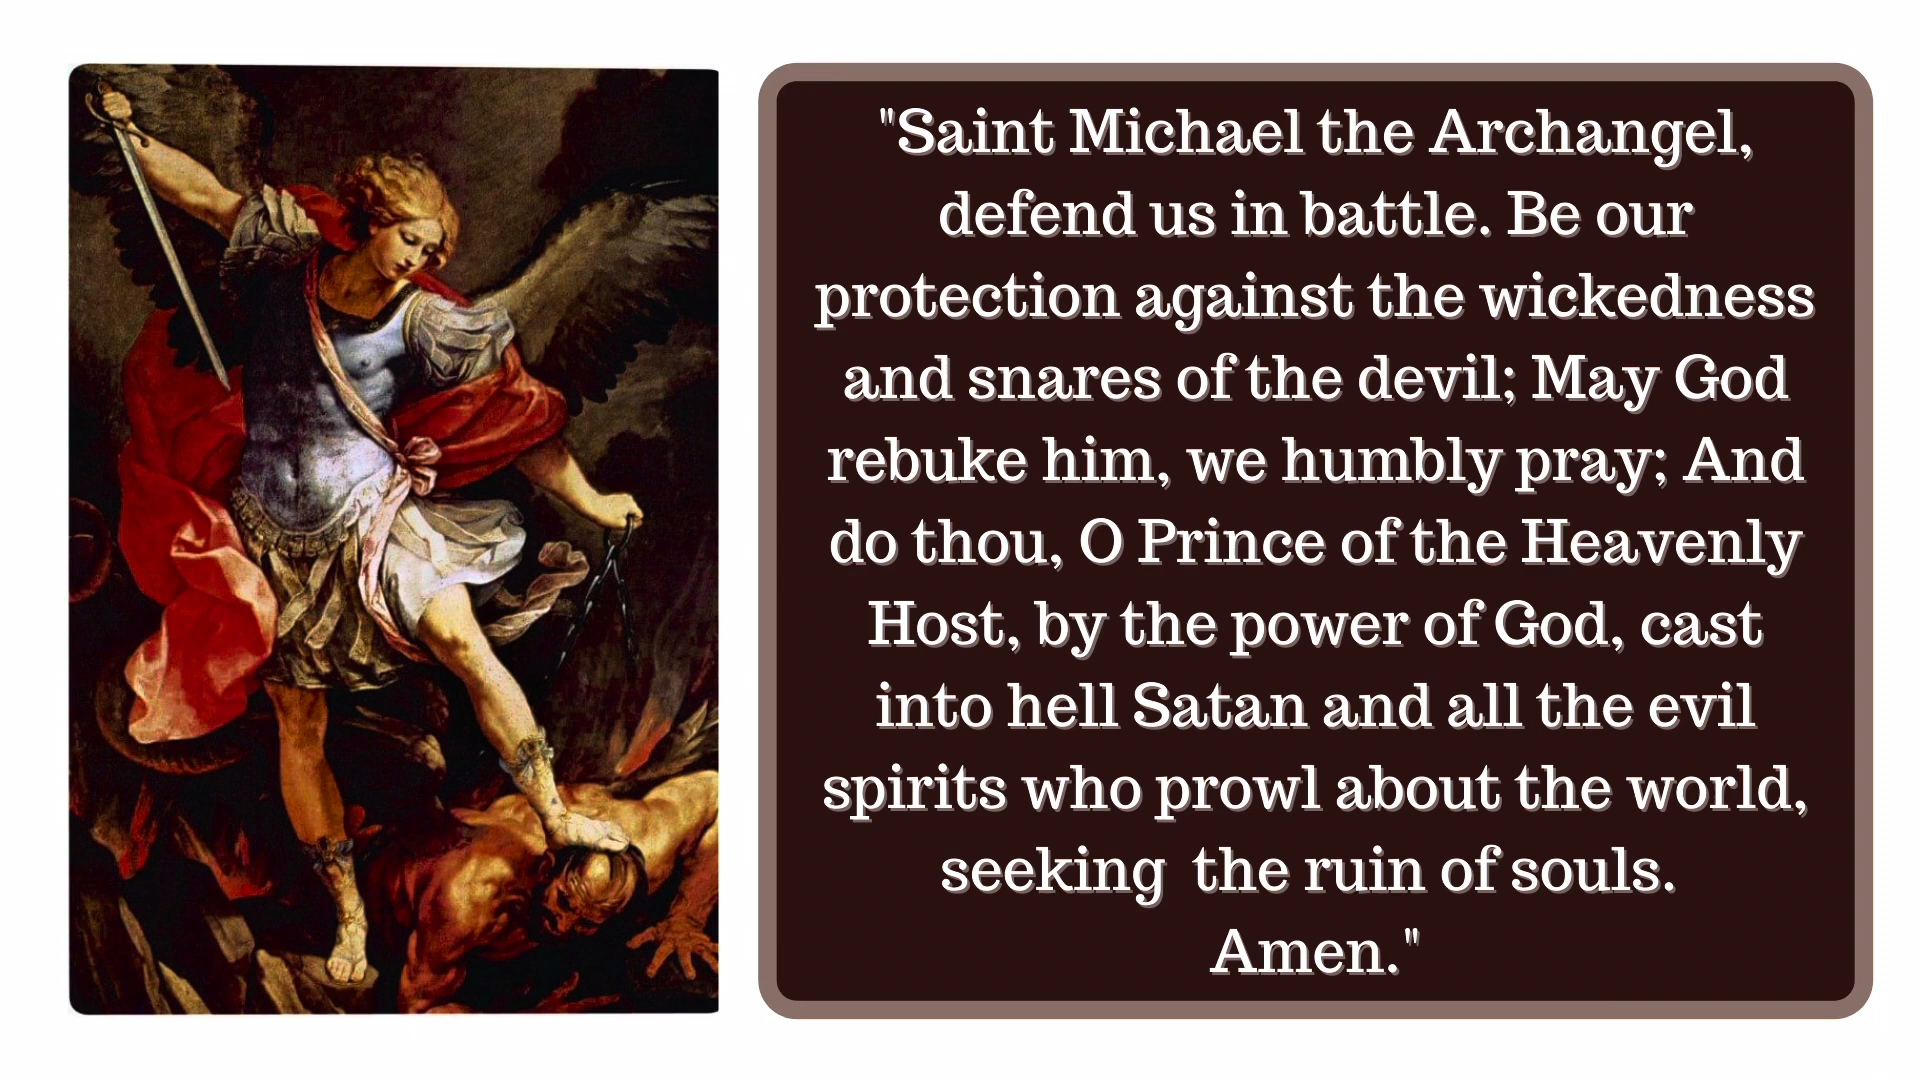 "Saint Michael the Archangel,
defend us in battle. Be our
protection against the wickedness
and snares of the devil; May God
rebuke him, we humbly pray; And
do thou, O Prince of the Heavenly
Host, by the power of God, cast
into hell Satan and all the evil
spirits who prowl about the world,
seeking  the ruin of souls.
Amen."